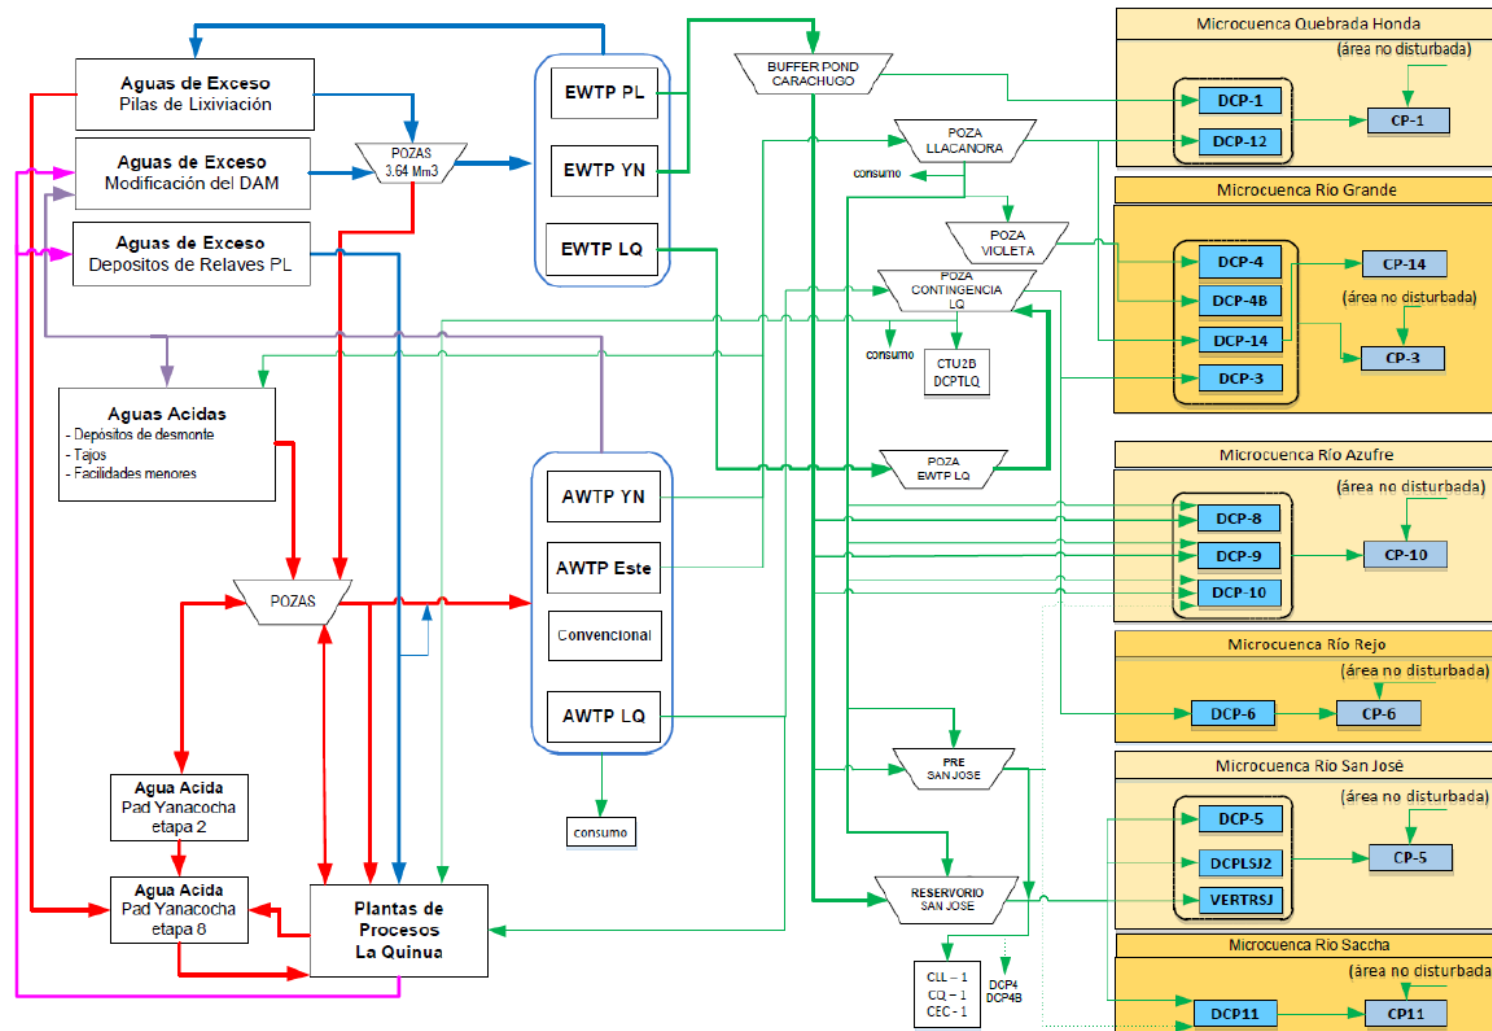 Aguas de Exceso
Pilas de Lixiviación
Aguas de Exceso
Modificación del DAM
Aguas de Exceso
Depositos de Relaves PL
POZAS
3.64 Mm3
EWTP PL
EWTP YN
EWTP LQ
Aguas Acidas
- Depósitos de desmonte
- Tajos
- Facilidades menores
POZAS
AWTP YN
AWTP Este
Convencional
AWTP LQ
consumo
Agua Acida
Pad Yanacocha
etapa 2
Agua Acida
Pad Yanacocha
etapa 8
Plantas de
Procesos
La Quinua
BUFFER POND
CARACHUGO
POZA
LLACANORA
consumo
POZA
VIOLETA
POZA
CONTINGENCIA
LQ
consumo
CTU2B
DCPTLQ
POZA
EWTP LQ
PRE
SAN JOSE
RESERVORIO
SAN JOSE
CLL – 1
CQ – 1
CEC - 1
DCP4
DCP4B
Microcuenca Quebrada Honda
(área no disturbada)
DCP-1
DCP-12
CP-1
Microcuenca Río Grande
DCP-4
DCP-4B
DCP-14
DCP-3
CP-14
(área no disturbada)
CP-3
Microcuenca Río Azufre
(área no disturbada)
DCP-8
DCP-9
DCP-10
CP-10
Microcuenca Río Rejo
(área no disturbada)
DCP-6
CP-6
Microcuenca Río San José
(área no disturbada)
DCP-5
DCPLSJ2
VERTRSJ
CP-5
Microcuenca Río Saccha
(área no disturbada
DCP11
CP11